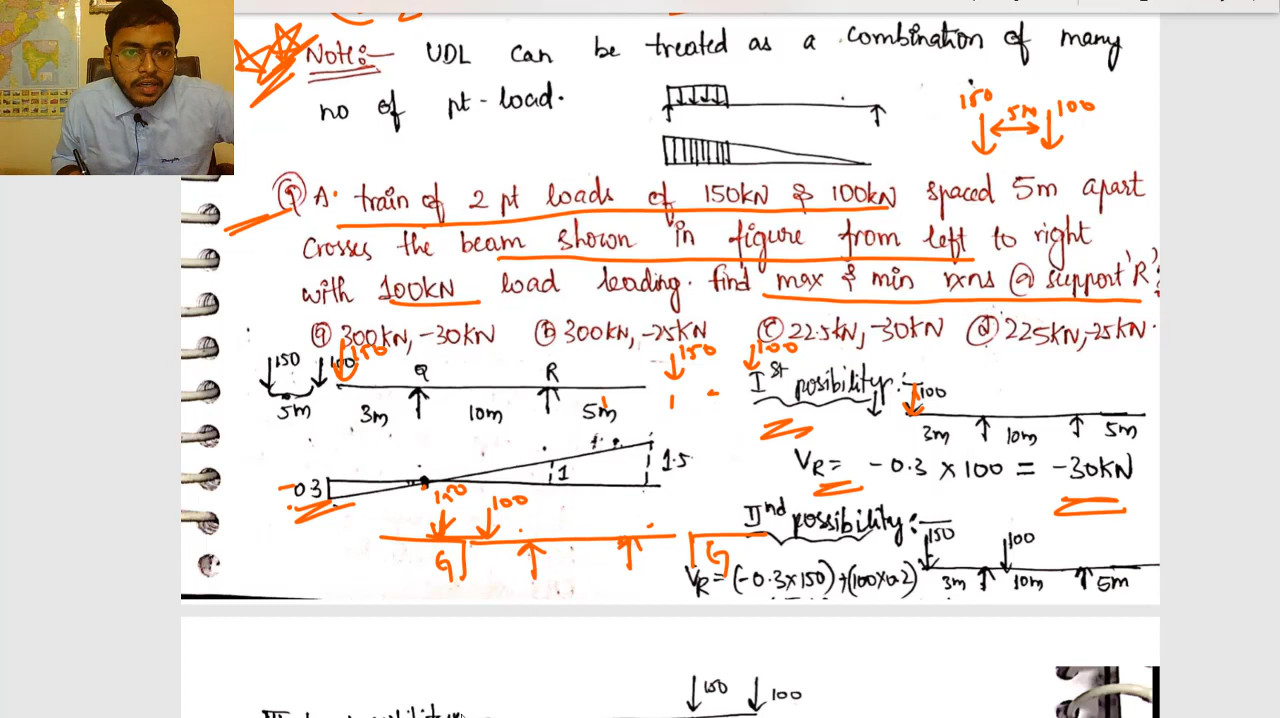 Note:- UDL can be treated as a combination of many
no of pt-load.
150 5m 100
Q A. train of 2 pt loads of 150kN & 100kN spaced 5m apart
Crosses the beam shown in figure from left to right
with 100kN load leading. find max & min rxns @ support 'R'?
(a) 300kN, -30kN (b) 300kN, -25kN (c) 22.5kN, -30kN (d) 225kN, -25kN.
150 100 150 150 100
Q R
5m 3m 10m 5m
Ist posibility:-
100
3m 10m 5m
VR = -0.3 × 100 = -30kN
-0.3 1 1.5
150 100
G G
IInd possibility:-
150 100
3m 10m 5m
VR = (-0.3×150)+(100×0.2)
150 100